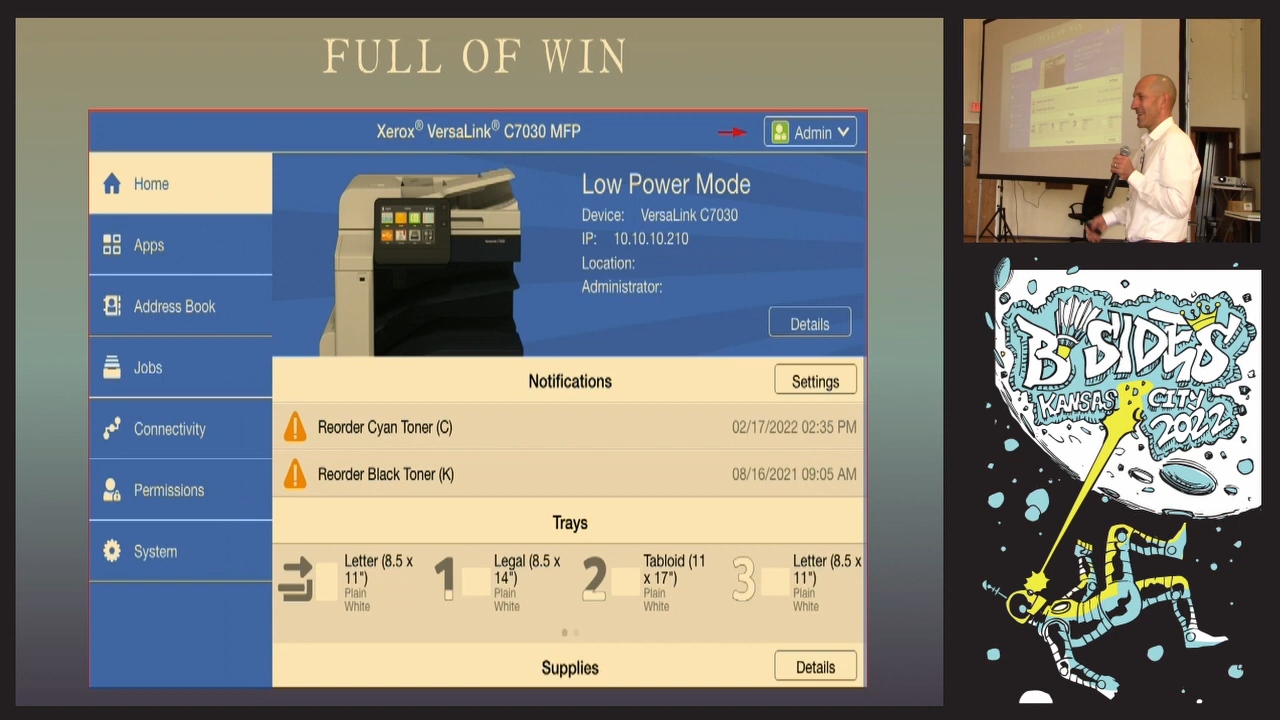 FULL OF WIN
Xerox® VersaLink® C7030 MFP
Admin
Home
Apps
Address Book
Jobs
Connectivity
Permissions
System
Low Power Mode
Device: VersaLink C7030
IP: 10.10.10.210
Location:
Administrator:
Details
Notifications
Settings
Reorder Cyan Toner (C)
02/17/2022 02:35 PM
Reorder Black Toner (K)
08/16/2021 09:05 AM
Trays
Letter (8.5 x
11")
Plain
White
1
Legal (8.5 x
14")
Plain
White
2
Tabloid (11
x 17")
Plain
White
3
Letter (8.5 x
11")
Plain
White
Supplies
Details
FULL OF WIN
BSIDES
KANSAS CITY
2022